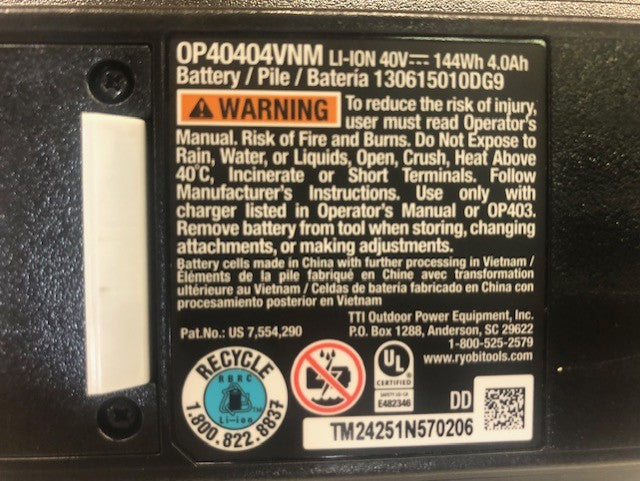 OP40404VNM LI-ION 40V⎓ 144Wh 4.0Ah
Battery / Pile / Batería 130615010DG9
WARNING To reduce the risk of injury,
user must read Operator's
Manual. Risk of Fire and Burns. Do Not Expose to
Rain, Water, or Liquids, Open, Crush, Heat Above
40°C, Incinerate or Short Terminals. Follow
Manufacturer's Instructions. Use only with
charger listed in Operator's Manual or OP403.
Remove battery from tool when storing, changing
attachments, or making adjustments.
Battery cells made in China with further processing in Vietnam /
Éléments de la pile fabriqué en Chine avec transformation
ultérieure au Vietnam / Celdas de batería fabricado en China con
procesamiento posterior en Vietnam
TTI Outdoor Power Equipment, Inc.
Pat.No.: US 7,554,290 P.O. Box 1288, Anderson, SC 29622
1-800-525-2579
www.ryobitools.com
RECYCLE
RBRC
Li-ion
TM
1.800.822.8837
UL
CERTIFIED
SAFETY US-CA
E482346
DD
TM24251N570206